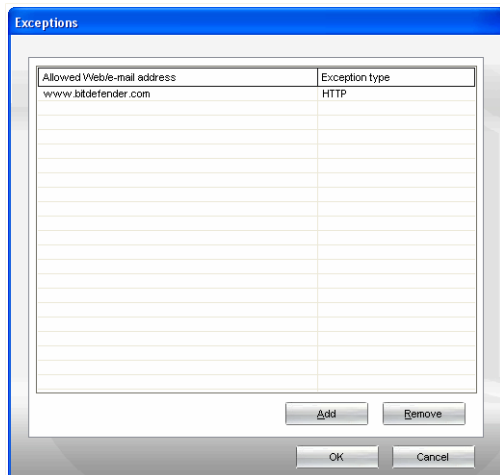 Exceptions
Allowed Web/e-mail address Exception type
www.bitdefender.com HTTP
Add Remove
OK Cancel